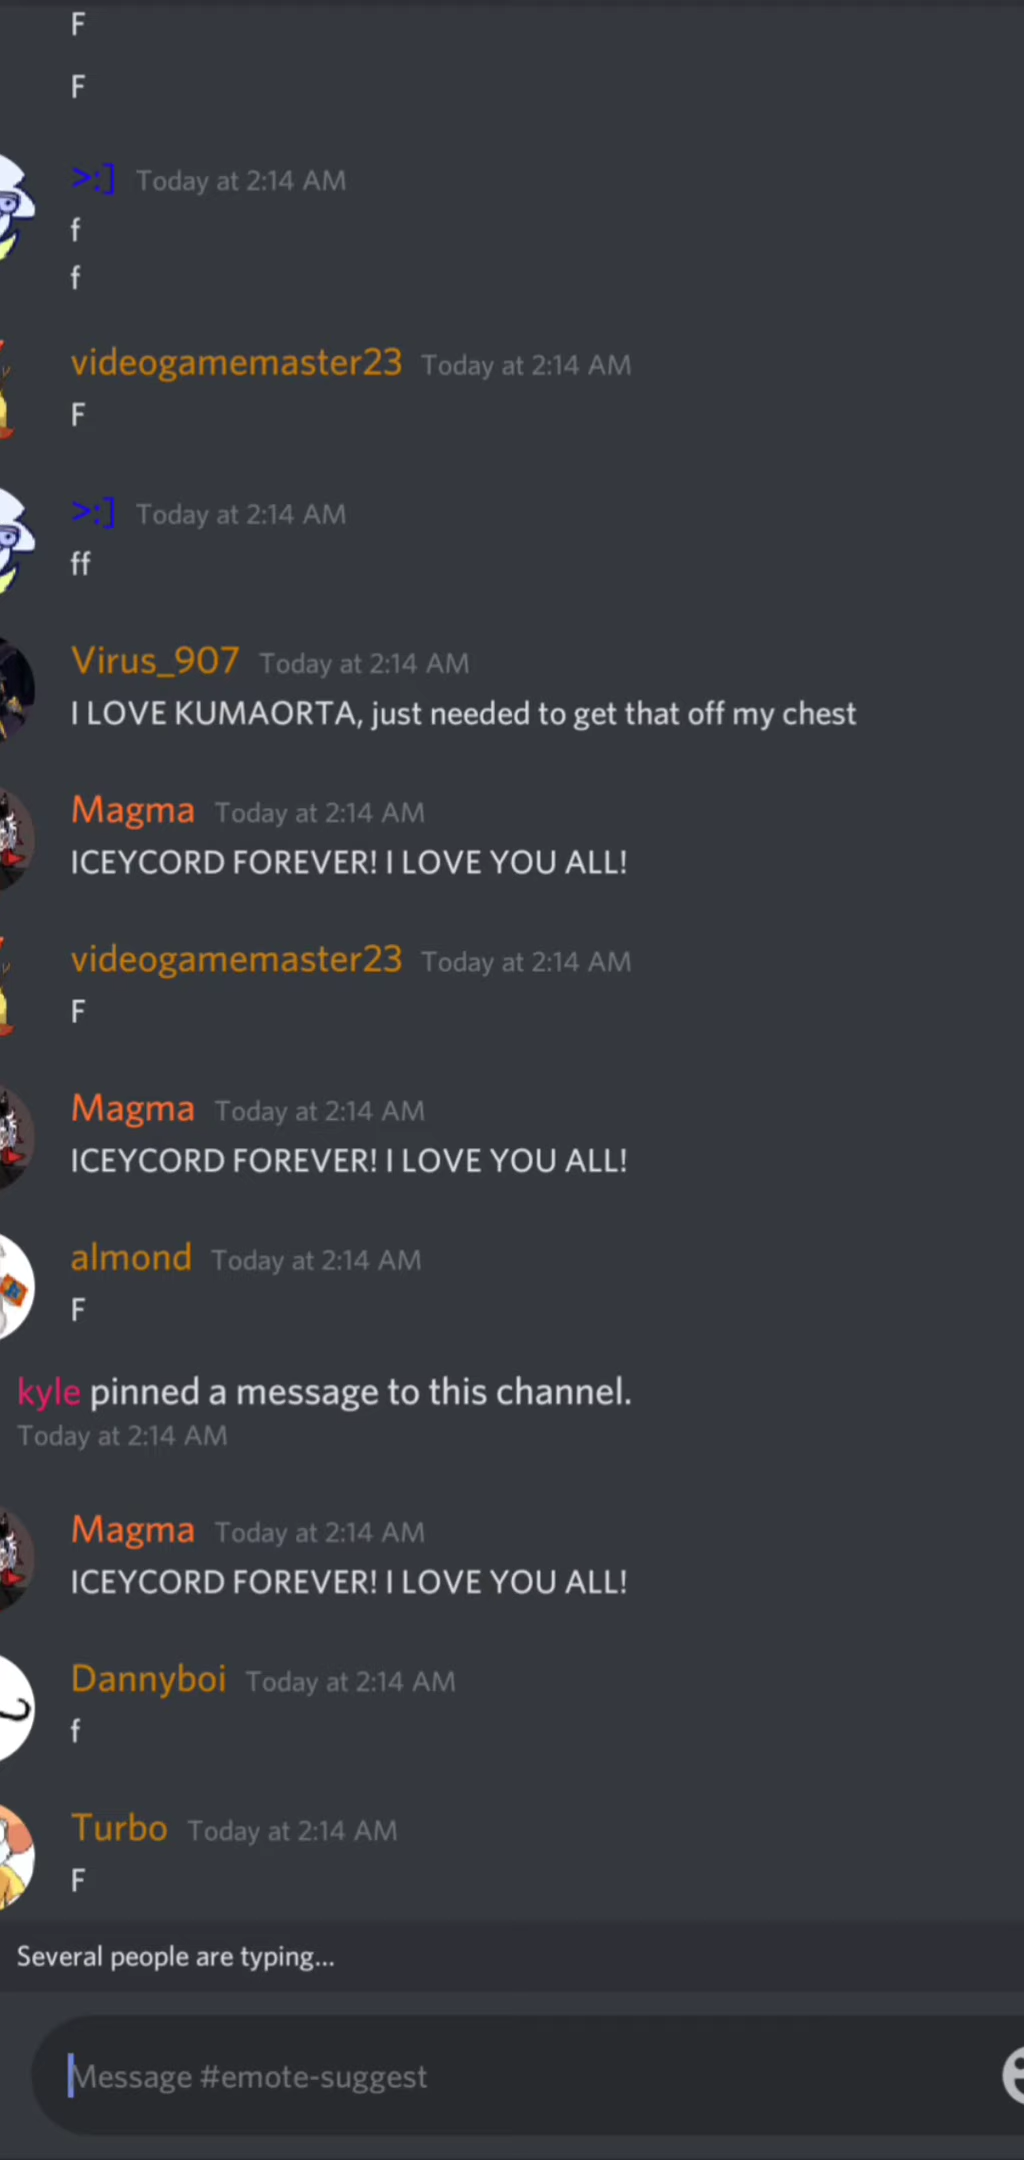 F
F
>:] Today at 2:14 AM
f
f
videogamemaster23 Today at 2:14 AM
F
>:] Today at 2:14 AM
ff
Virus_907 Today at 2:14 AM
I LOVE KUMAORTA, just needed to get that off my chest
Magma Today at 2:14 AM
ICEYCORD FOREVER! I LOVE YOU ALL!
videogamemaster23 Today at 2:14 AM
F
Magma Today at 2:14 AM
ICEYCORD FOREVER! I LOVE YOU ALL!
almond Today at 2:14 AM
F
kyle pinned a message to this channel.
Today at 2:14 AM
Magma Today at 2:14 AM
ICEYCORD FOREVER! I LOVE YOU ALL!
Dannyboi Today at 2:14 AM
f
Turbo Today at 2:14 AM
F
Several people are typing...
Message #emote-suggest